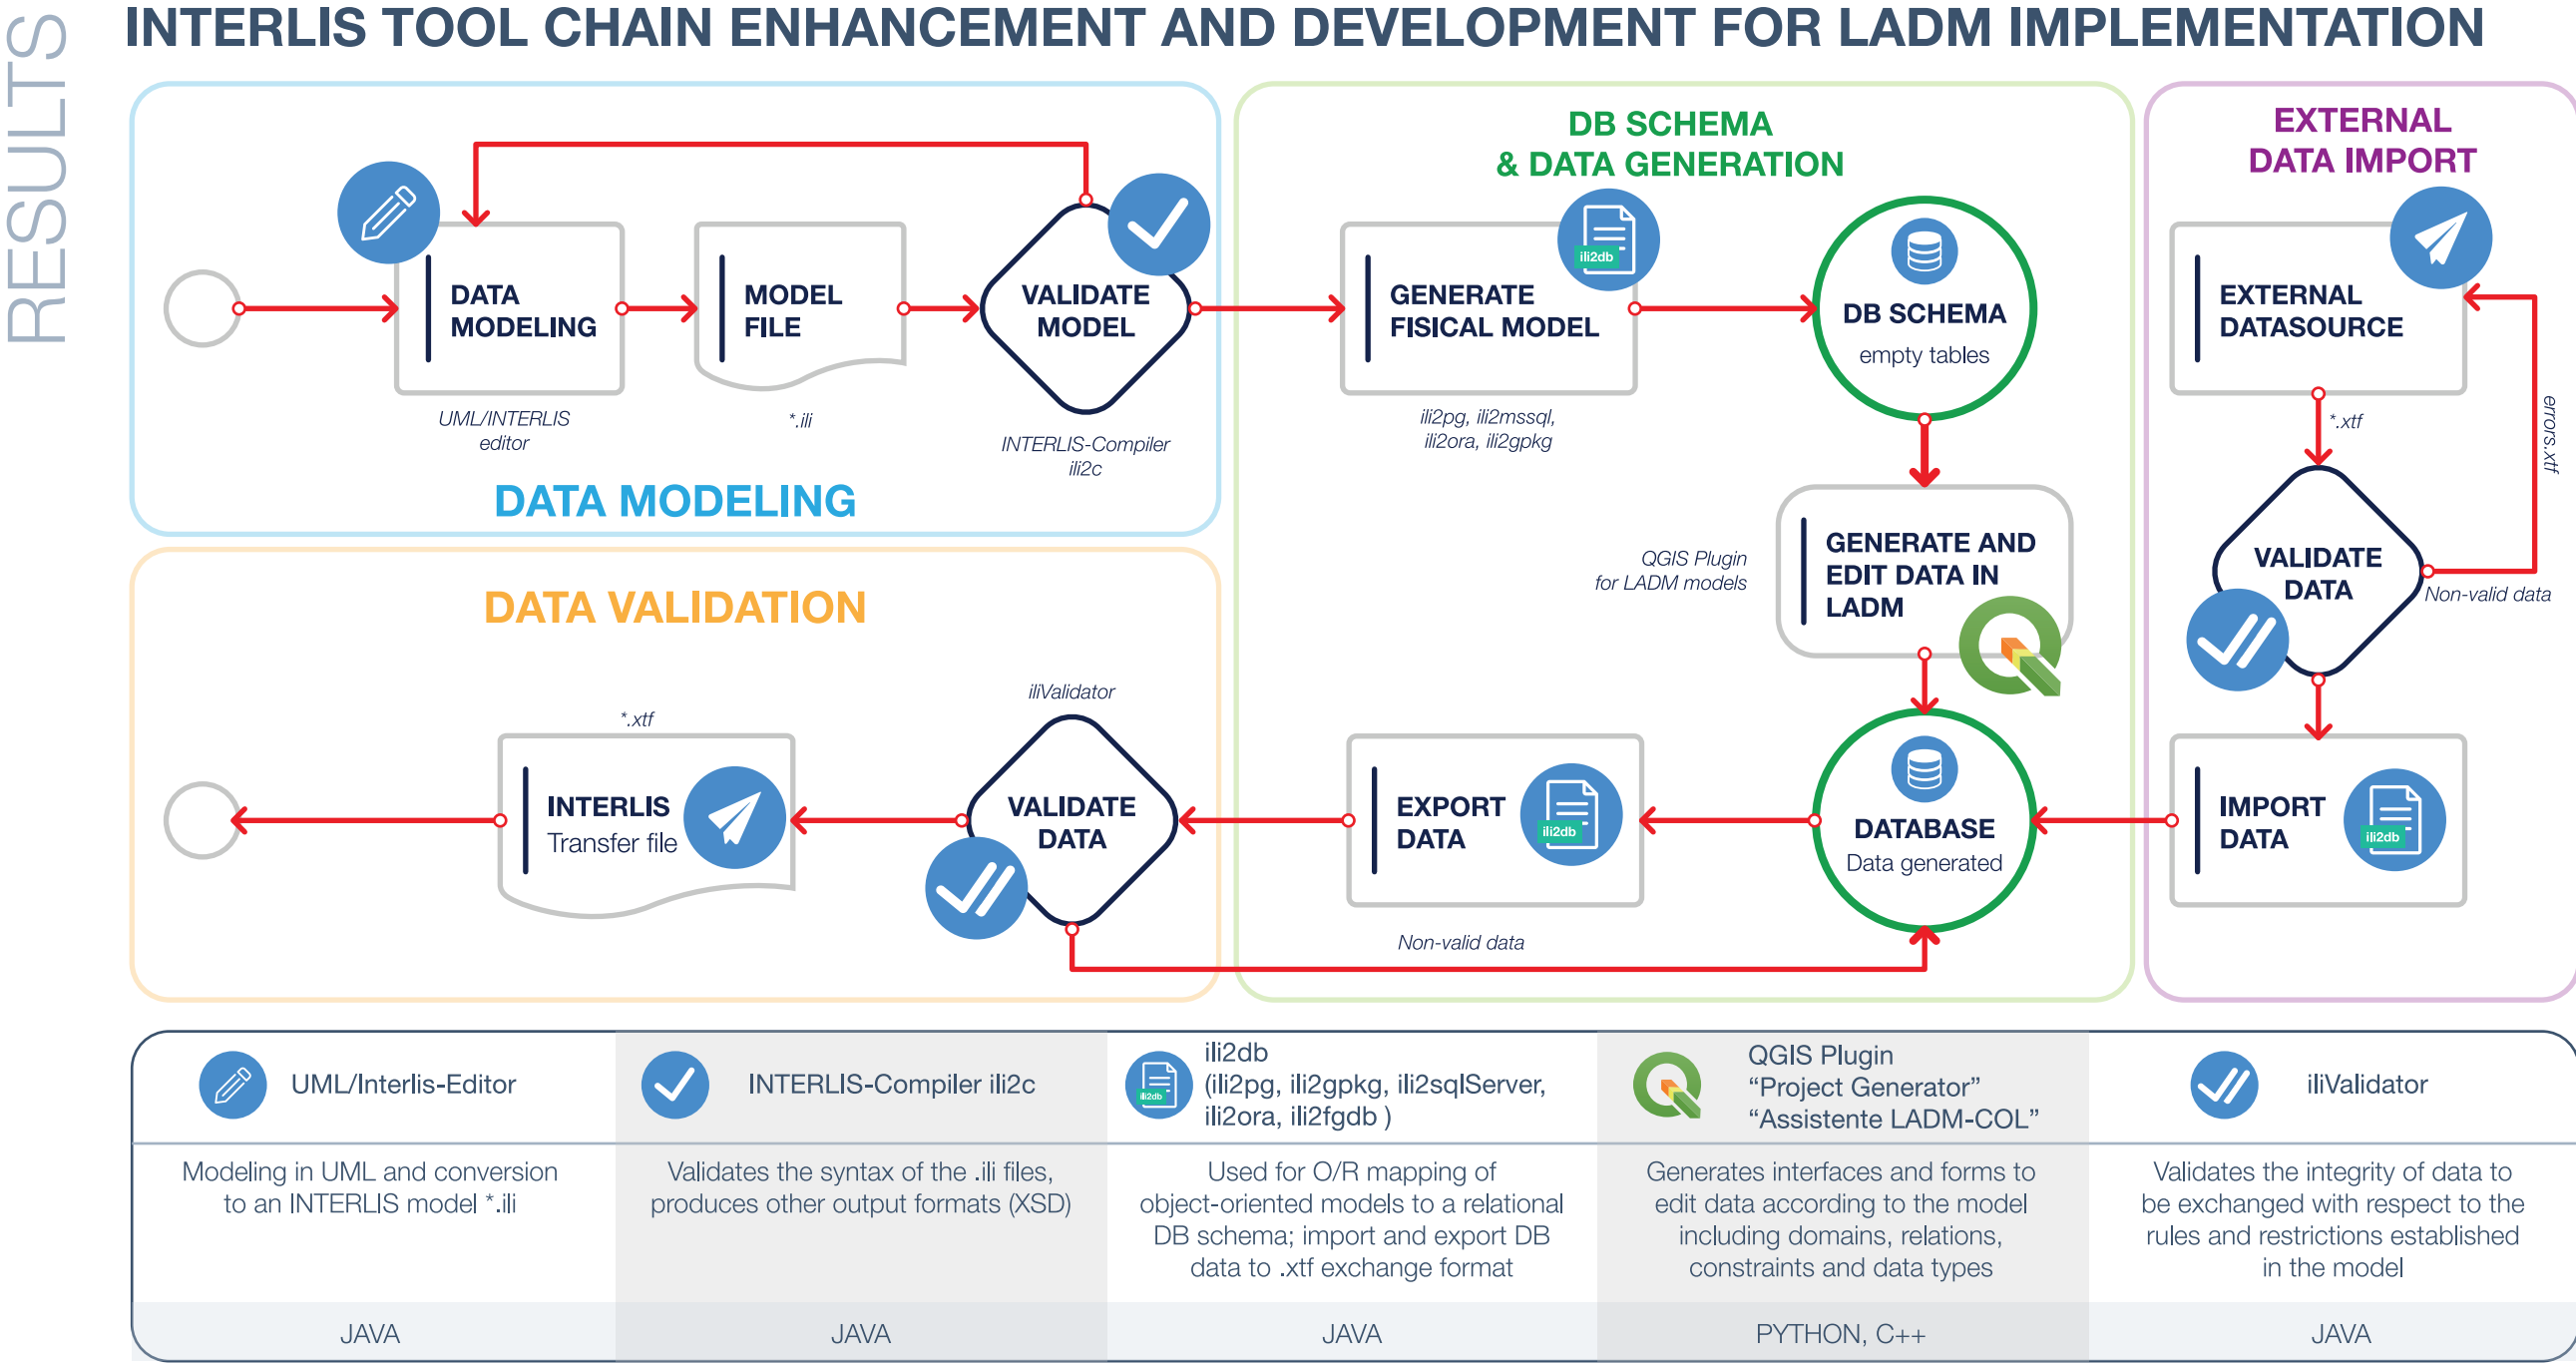 RESULTS
INTERLIS TOOL CHAIN ENHANCEMENT AND DEVELOPMENT FOR LADM IMPLEMENTATION
DATA
MODELING
UML/INTERLIS
editor
MODEL
FILE
*.ili
VALIDATE
MODEL
INTERLIS-Compiler
ili2c
DATA MODELING
DB SCHEMA
& DATA GENERATION
ili2db
GENERATE
FISICAL MODEL
ili2pg, ili2mssql,
ili2ora, ili2gpkg
DB SCHEMA
empty tables
QGIS Plugin
for LADM models
GENERATE AND
EDIT DATA IN
LADM
DATABASE
Data generated
EXPORT
DATA
ili2db
Non-valid data
EXTERNAL
DATA IMPORT
EXTERNAL
DATASOURCE
*.xtf
errors.xtf
VALIDATE
DATA
Non-valid data
IMPORT
DATA
ili2db
DATA VALIDATION
iliValidator
VALIDATE
DATA
*.xtf
INTERLIS
Transfer file
UML/Interlis-Editor
Modeling in UML and conversion
to an INTERLIS model *.ili
JAVA
INTERLIS-Compiler ili2c
Validates the syntax of the .ili files,
produces other output formats (XSD)
JAVA
ili2db
ili2db
(ili2pg, ili2gpkg, ili2sqlServer,
ili2ora, ili2fgdb )
Used for O/R mapping of
object-oriented models to a relational
DB schema; import and export DB
data to .xtf exchange format
JAVA
QGIS Plugin
“Project Generator”
“Assistente LADM-COL”
Generates interfaces and forms to
edit data according to the model
including domains, relations,
constraints and data types
PYTHON, C++
iliValidator
Validates the integrity of data to
be exchanged with respect to the
rules and restrictions established
in the model
JAVA